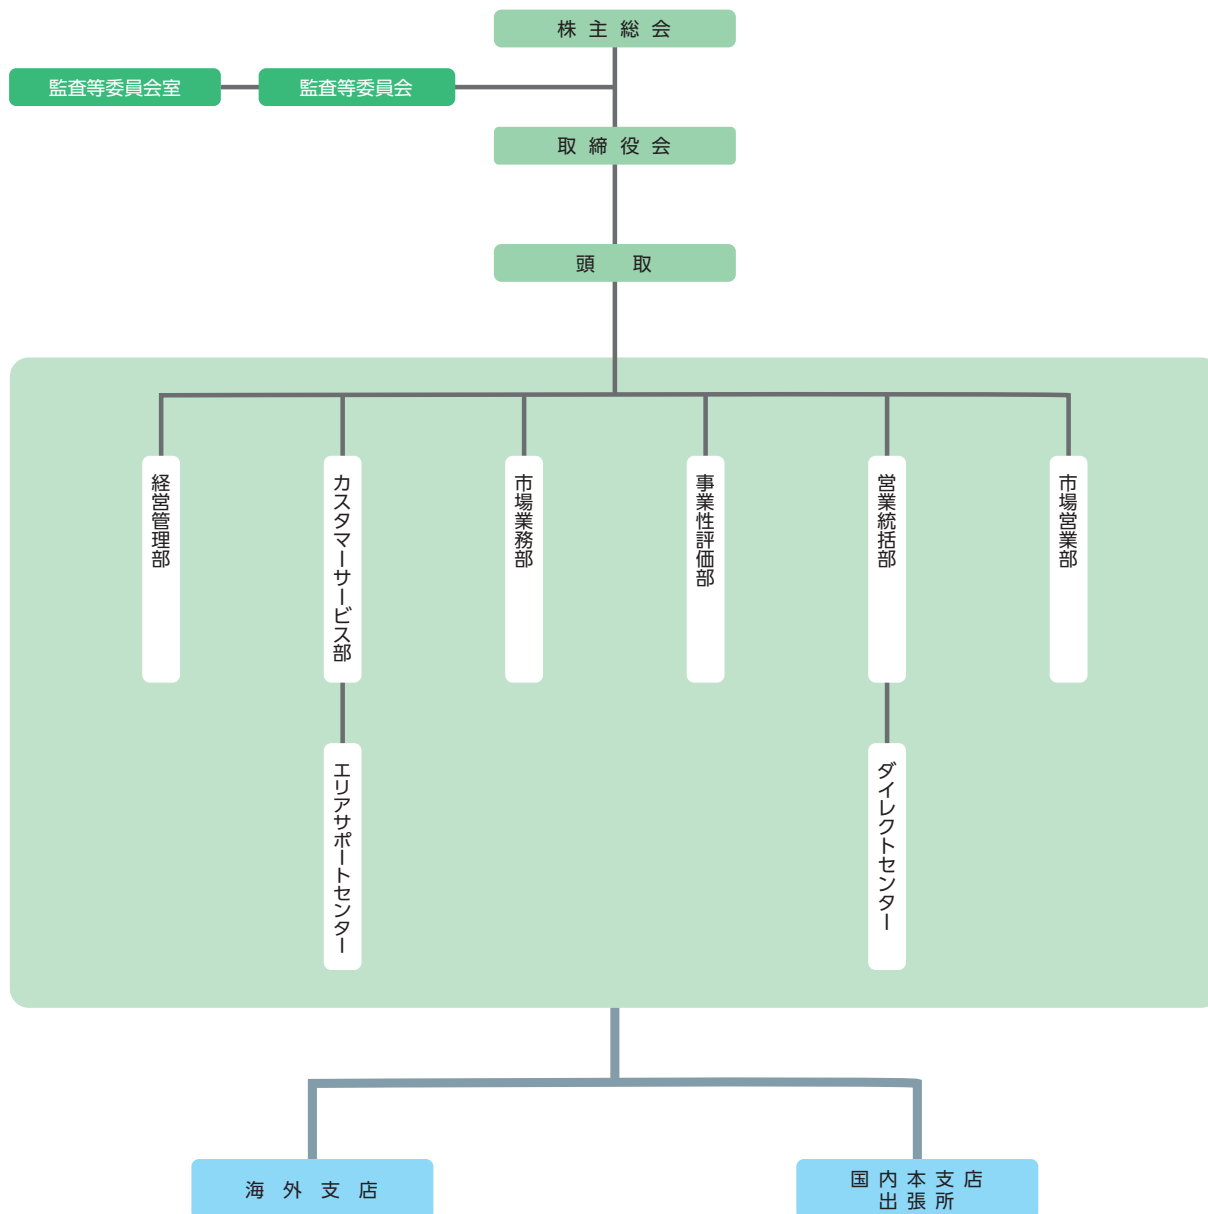 株主総会
監査等委員会室
監査等委員会
取締役会
頭取
経営管理部
カスタマーサービス部
市場業務部
事業性評価部
営業統括部
市場営業部
エリアサポートセンター
ダイレクトセンター
海外支店
国内本支店
出張所